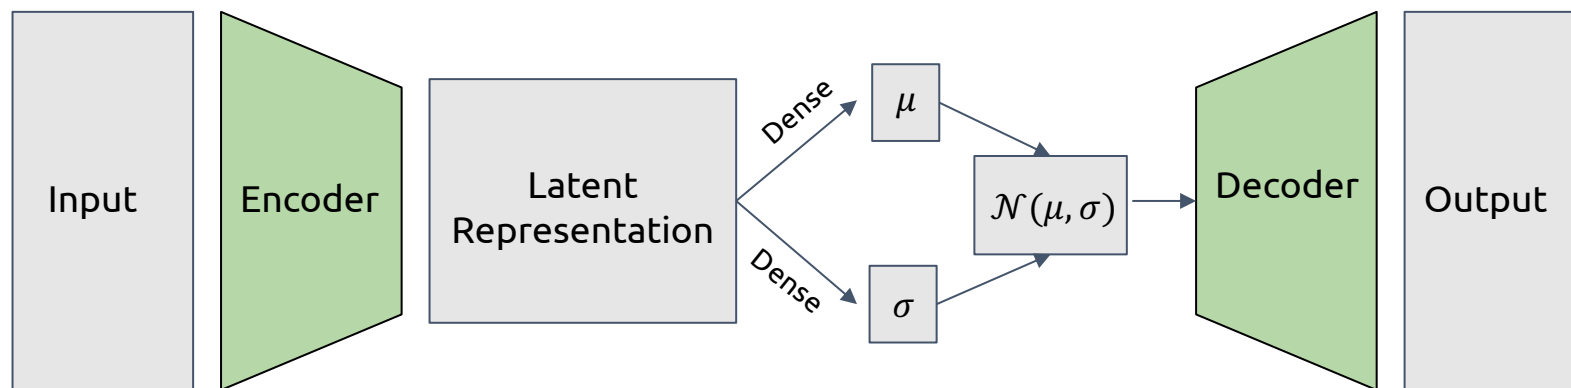 Input
Encoder
Latent
Representation
Dense
Dense
μ
σ
𝒩(μ, σ)
Decoder
Output